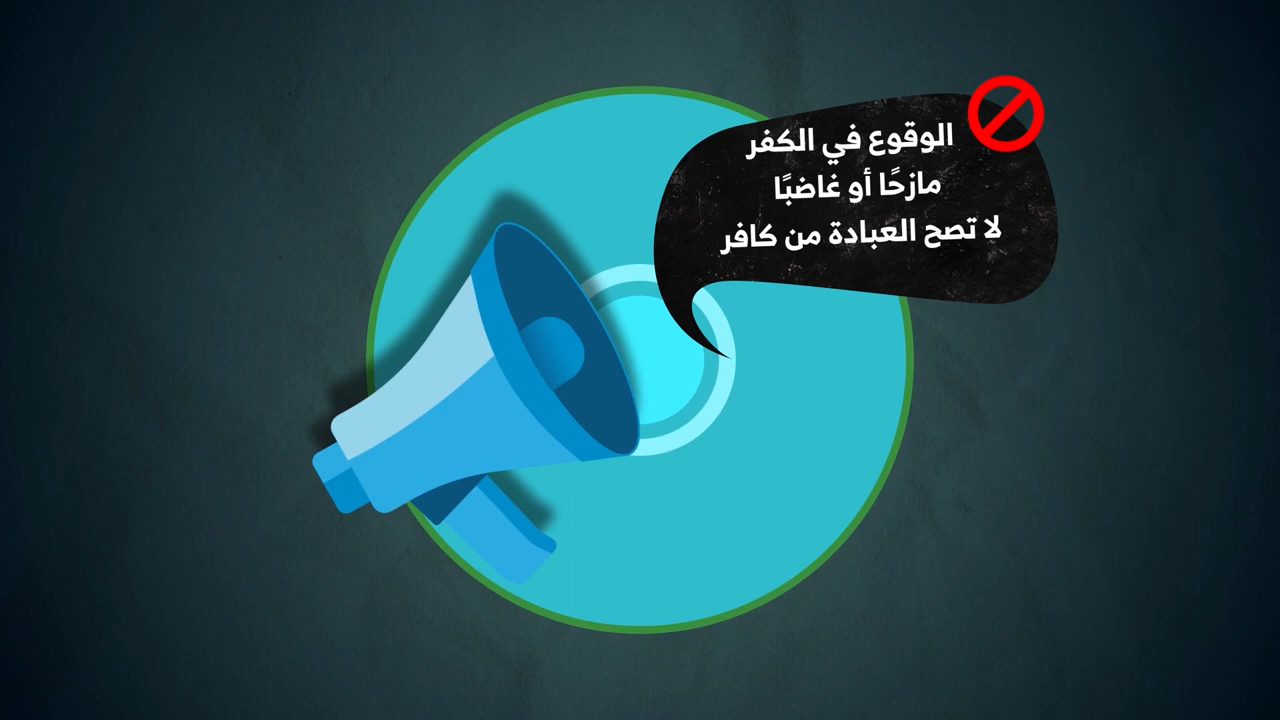 الوقوع في الكفر
مازحًا أو غاضبًا
لا تصح العبادة من كافر